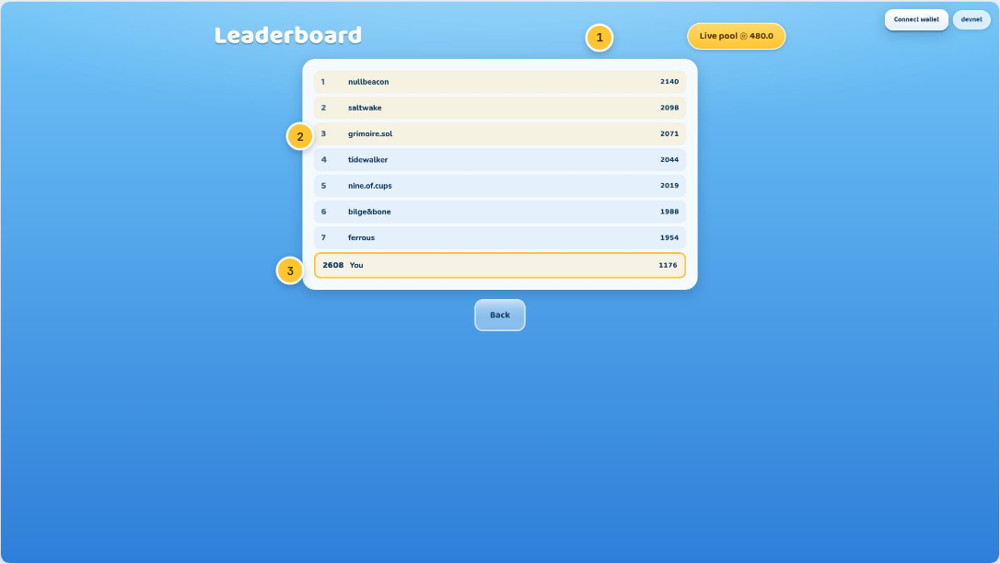 Connect wallet devnet
Leaderboard 1 Live pool ◎ 480.0
1 nullbeacon 2140
2 saltwake 2098
2 3 grimoire.sol 2071
4 tidewalker 2044
5 nine.of.cups 2019
6 bilge&bone 1988
7 ferrous 1954
3 2608 You 1176
Back